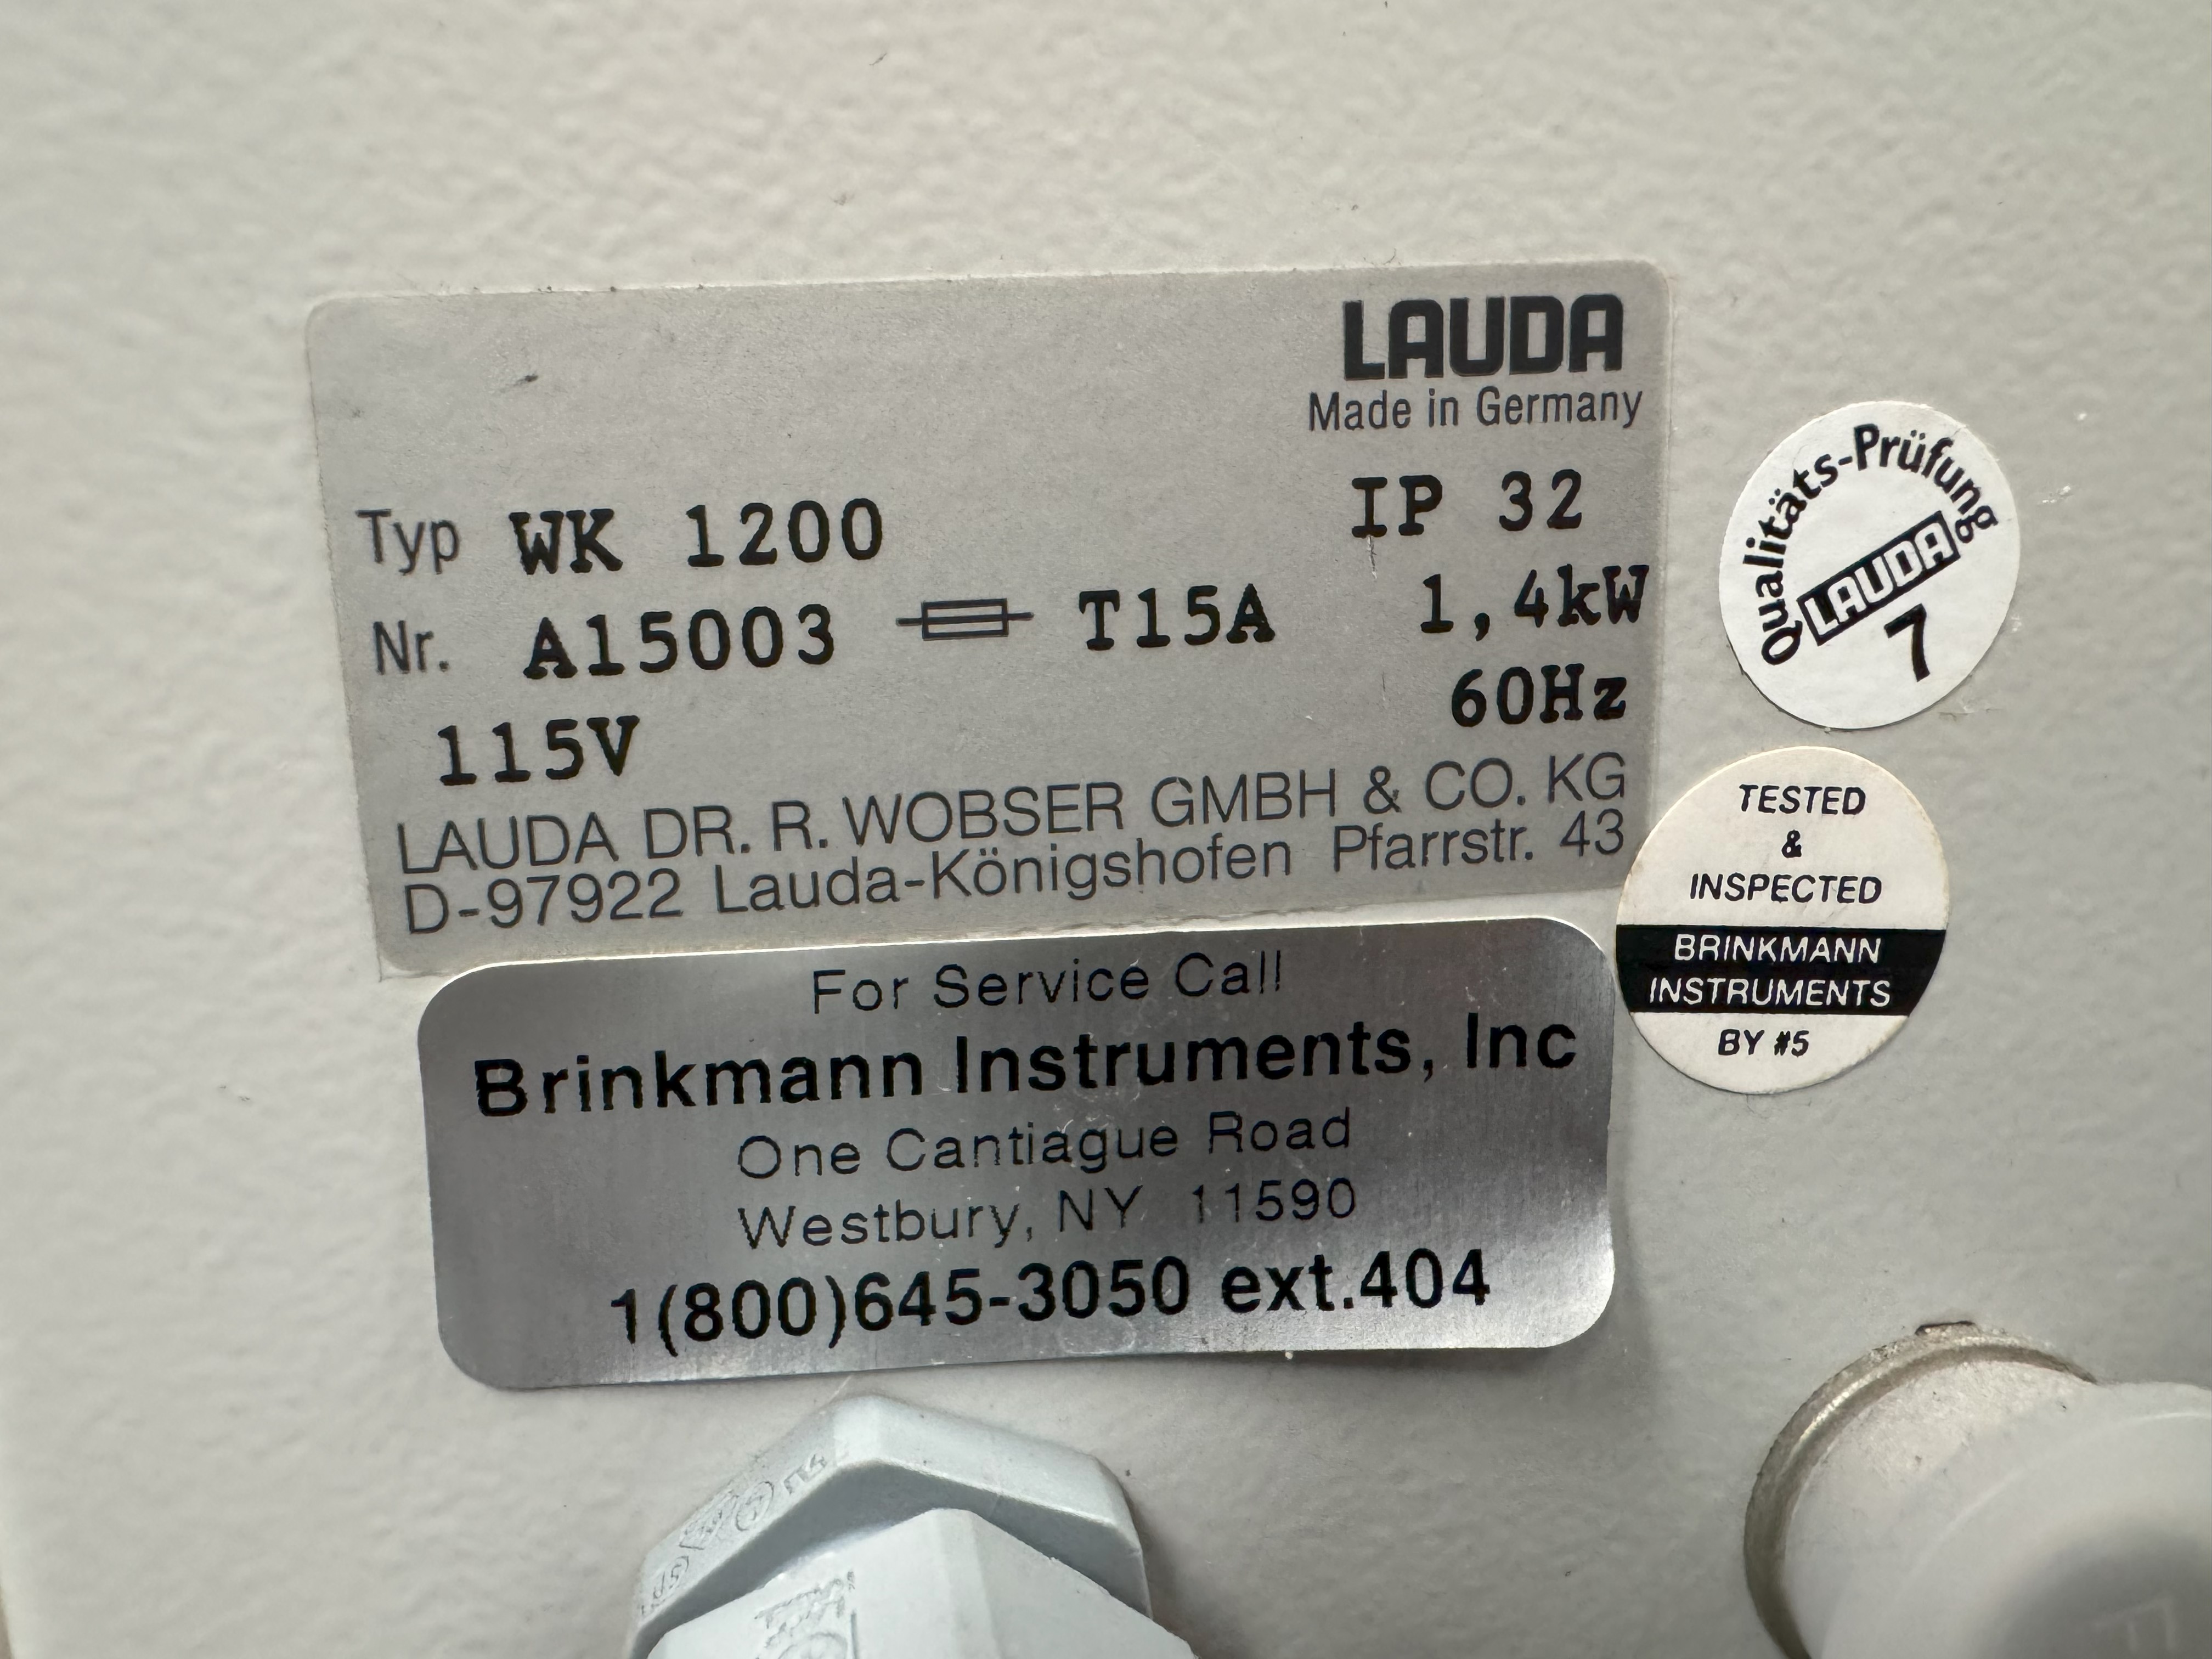 LAUDA
Made in Germany
Typ WK 1200 IP 32
Nr. A15003 T15A 1,4kW
115V 60Hz
LAUDA DR. R. WOBSER GMBH & CO. KG
D-97922 Lauda-Königshofen Pfarrstr. 43
Qualitäts-Prüfung
LAUDA
7
TESTED
&
INSPECTED
BRINKMANN
INSTRUMENTS
BY #5
For Service Call
Brinkmann Instruments, Inc
One Cantiague Road
Westbury, NY 11590
1(800)645-3050 ext.404